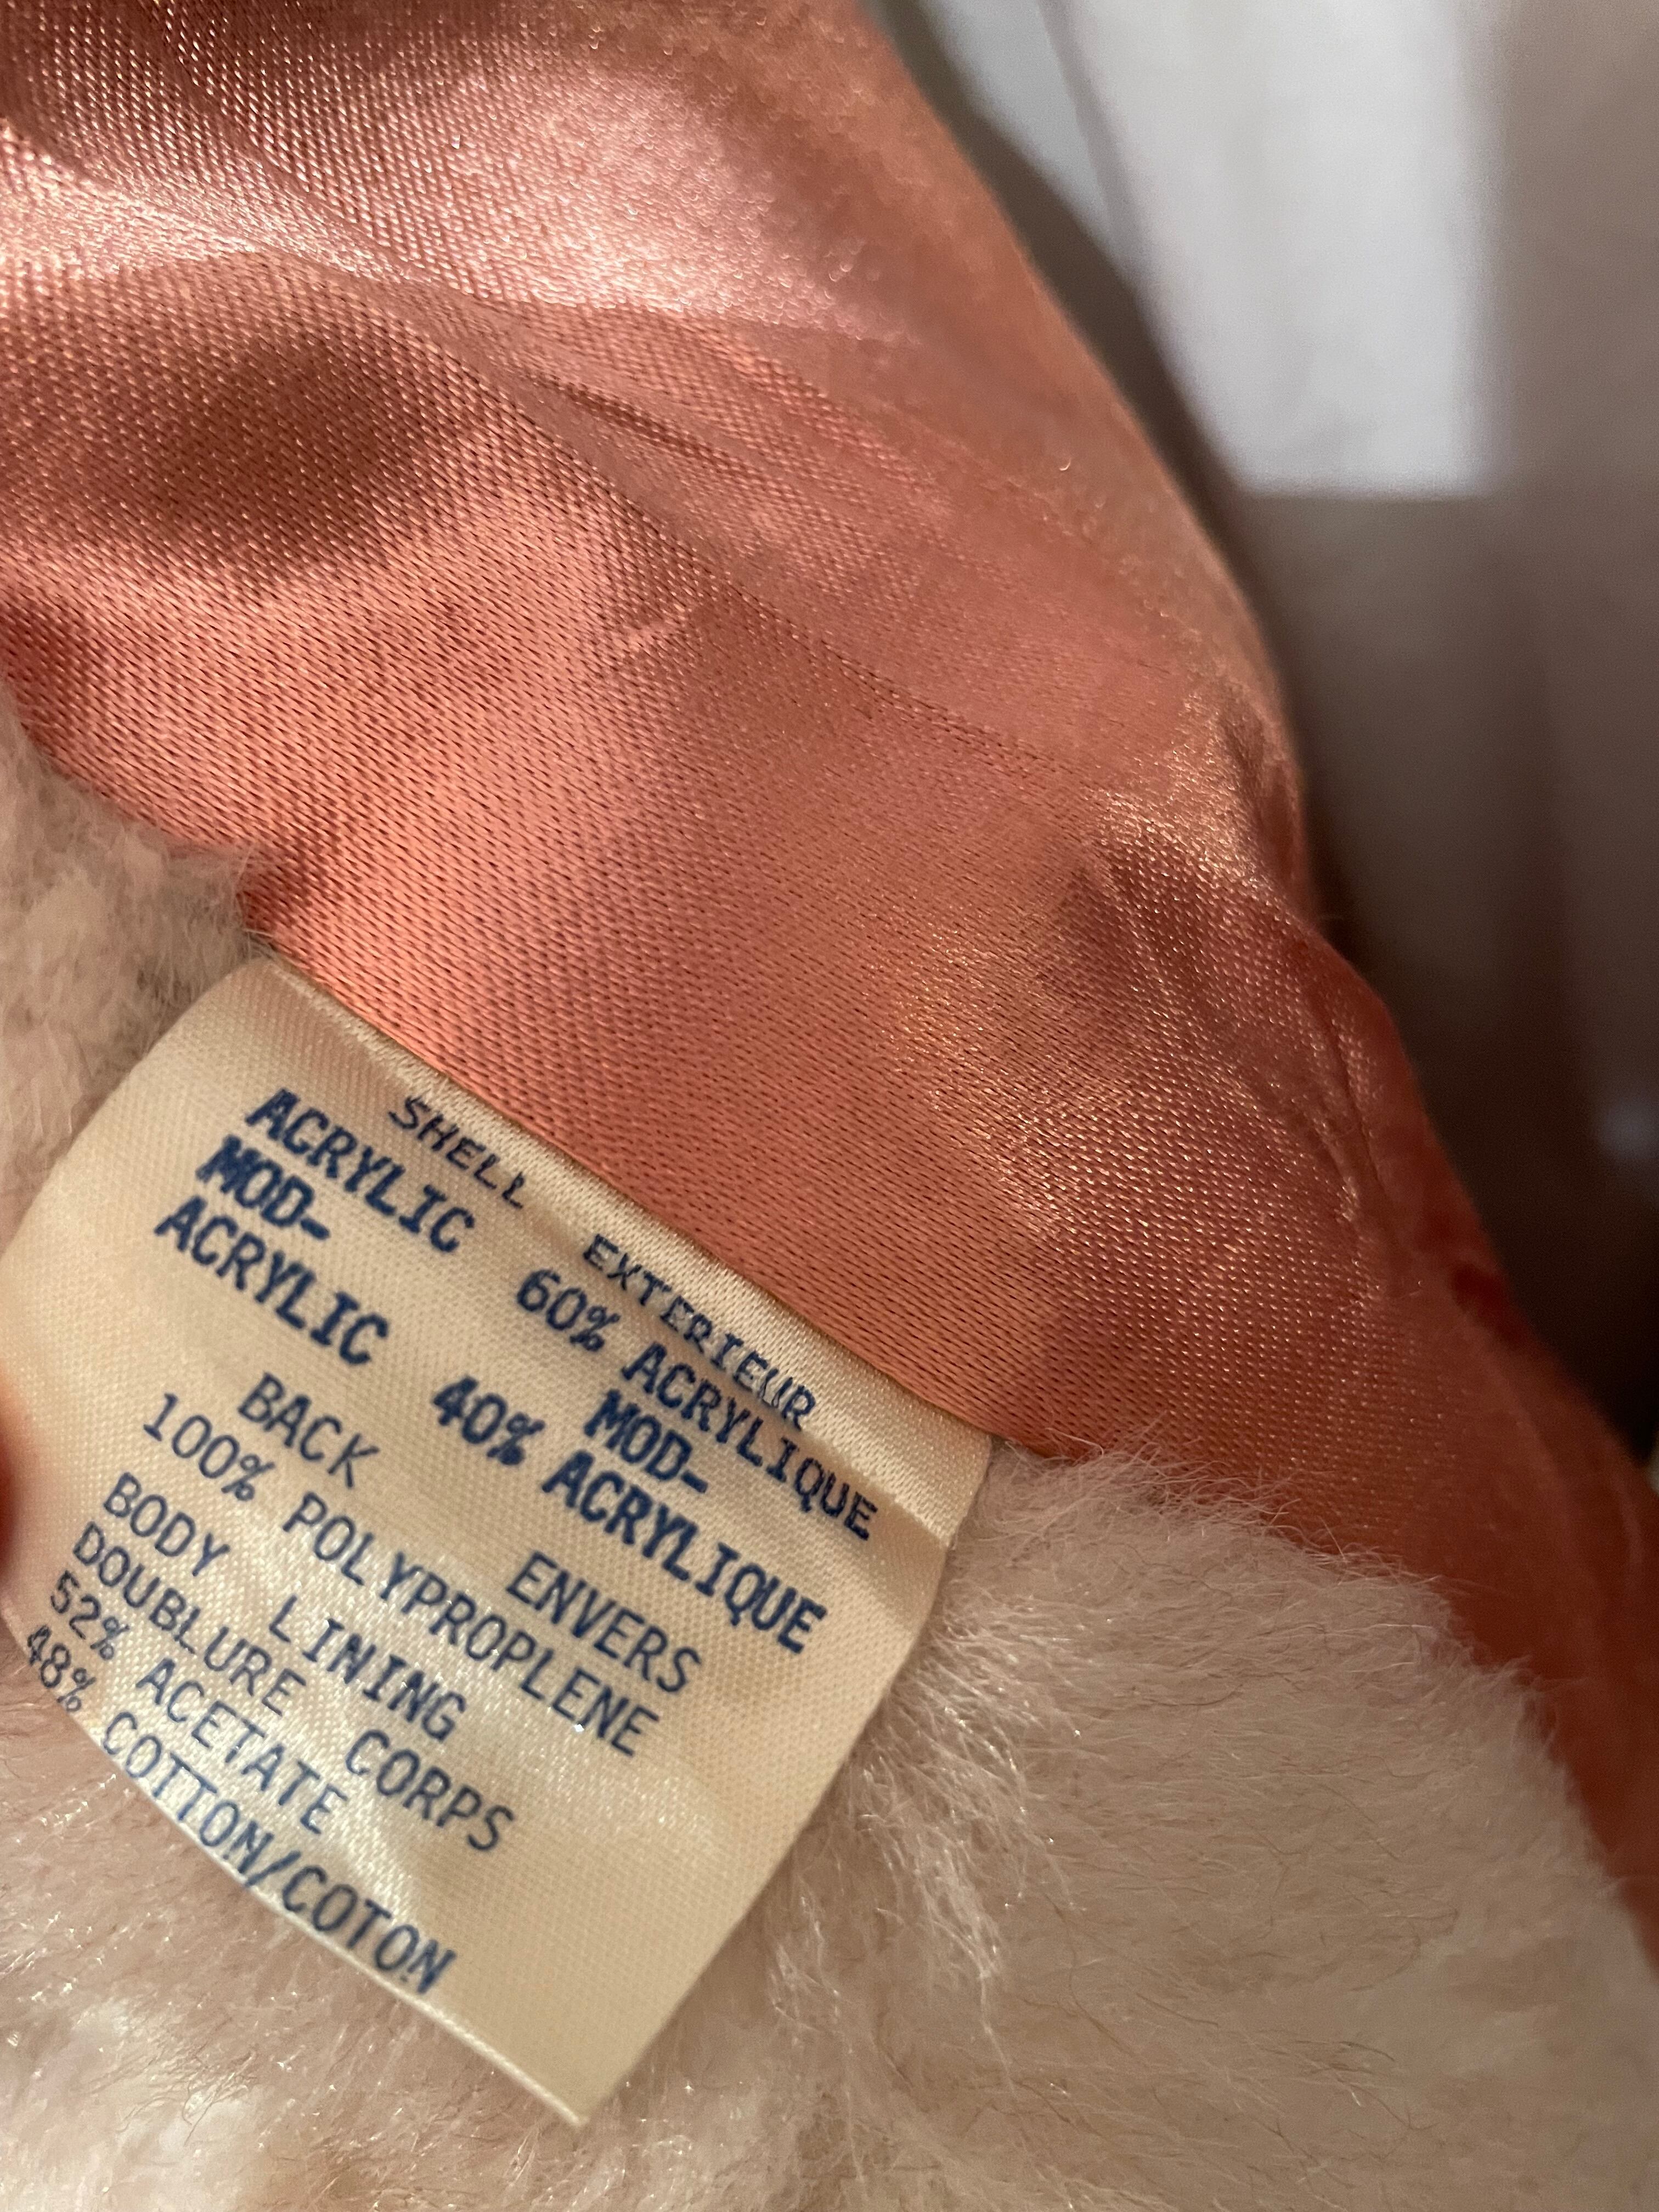 SHELL EXTERIEUR
ACRYLIC 60% ACRYLIQUE
MOD- MOD-
ACRYLIC 40% ACRYLIQUE
BACK ENVERS
100% POLYPROPLENE
BODY LINING
DOUBLURE CORPS
52% ACETATE
48% COTTON/COTON